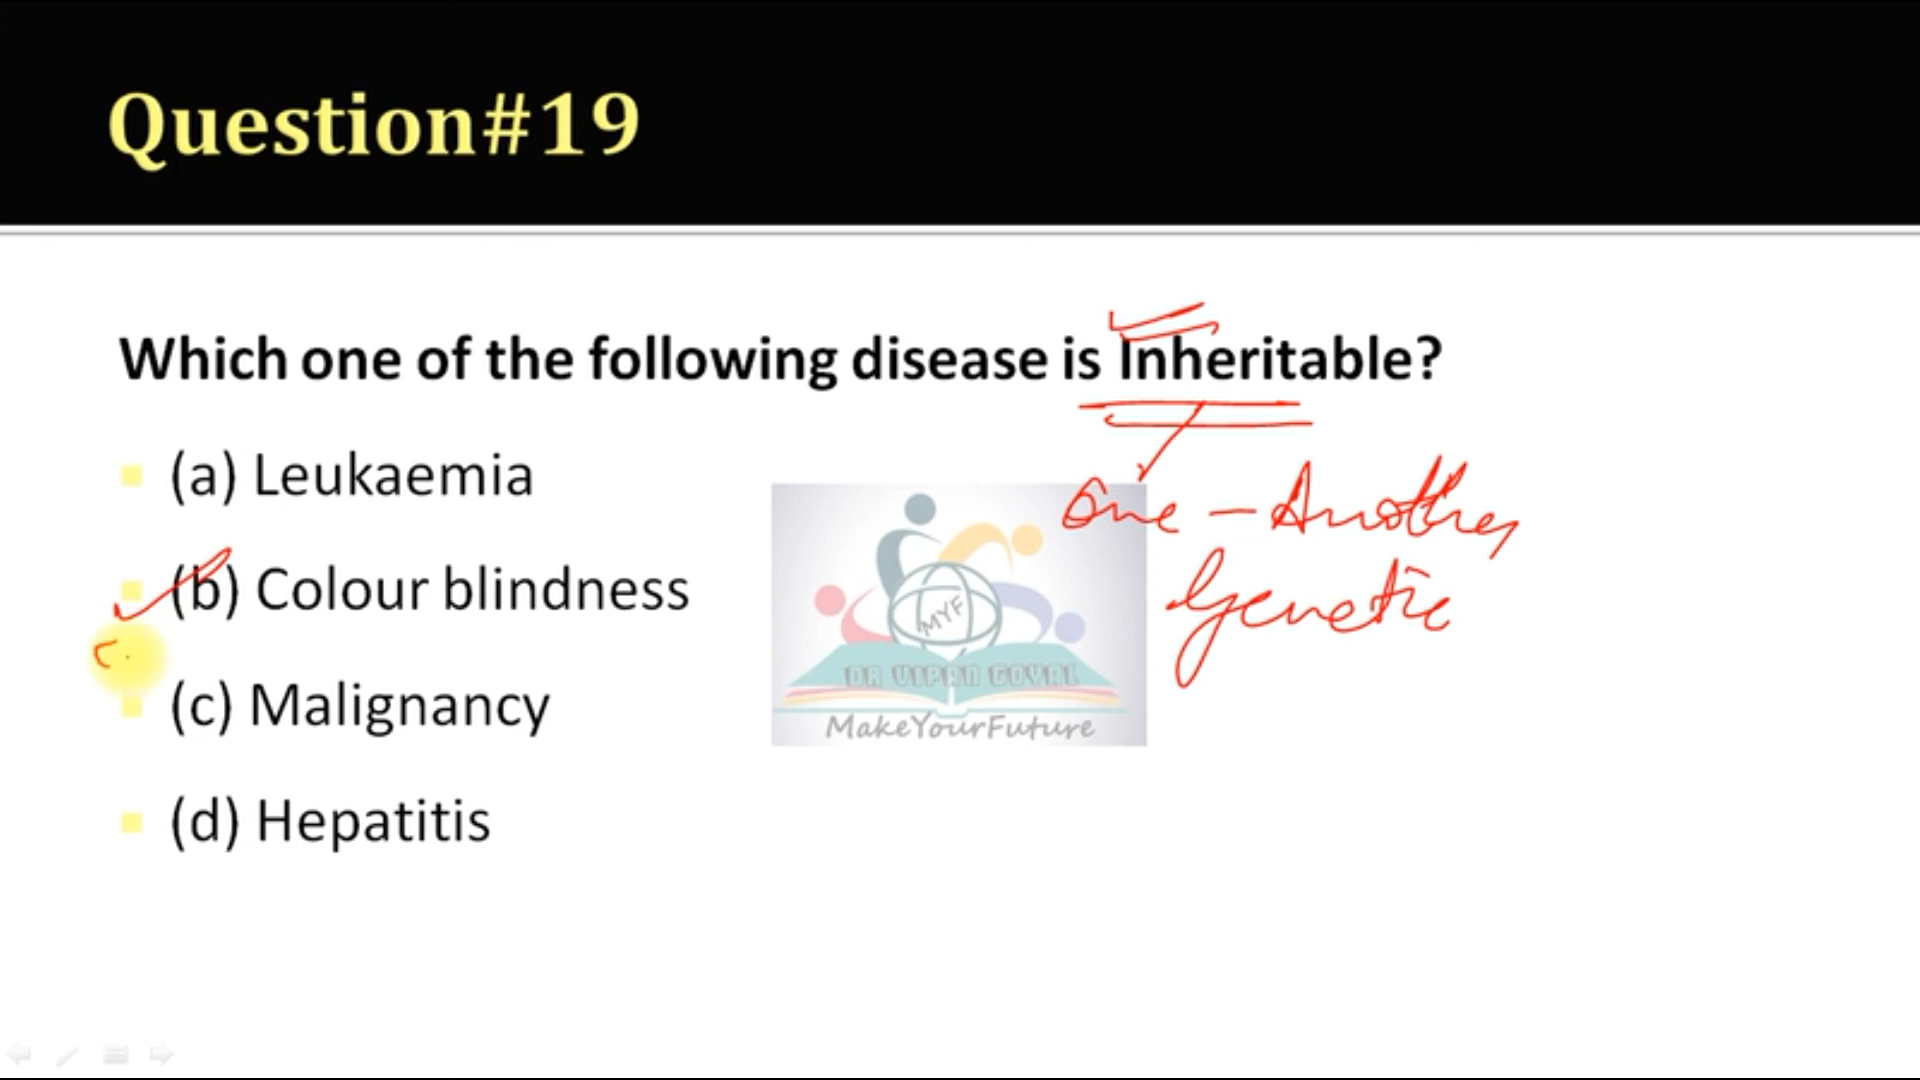 Question#19
Which one of the following disease is Inheritable?
(a) Leukaemia
One - Another
Genetic
(b) Colour blindness
(c) Malignancy
(d) Hepatitis
MYF
DR VIPAN GOYAL
MakeYourFuture